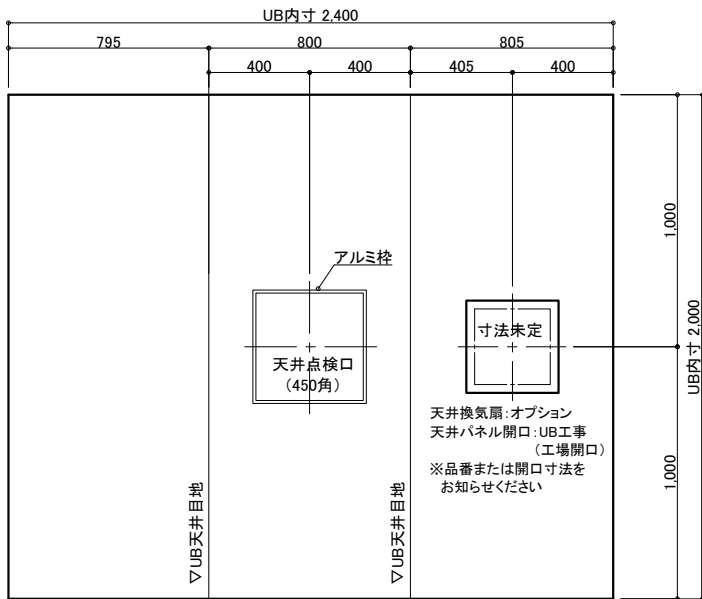 UB内寸 2,400
795
800
805
400
400
405
400
アルミ枠
天井点検口
(450角)
寸法未定
天井換気扇：オプション
天井パネル開口：UB工事
(工場開口)
※品番または開口寸法を
お知らせください
▽UB天井目地
▽UB天井目地
1,000
1,000
UB内寸 2,000